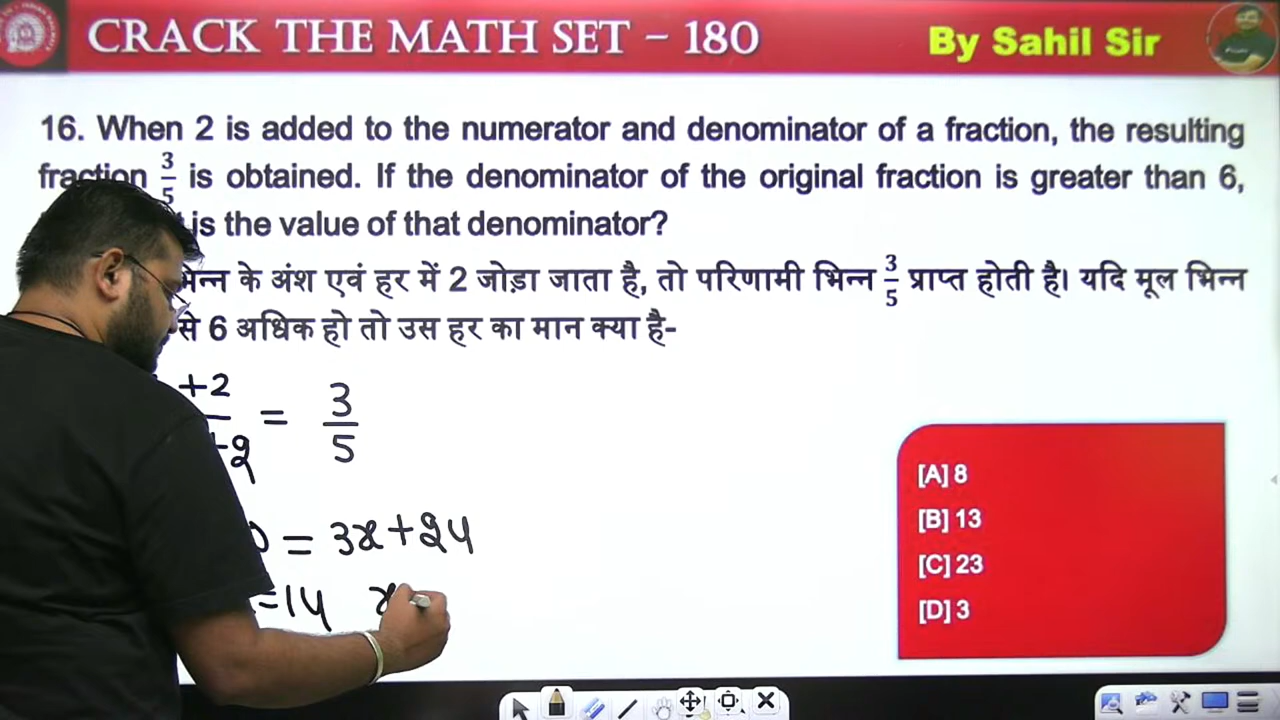 CRACK THE MATH SET – 180
By Sahil Sir
16. When 2 is added to the numerator and denominator of a fraction, the resulting
fraction 3/5 is obtained. If the denominator of the original fraction is greater than 6,
is the value of that denominator?
भिन्न के अंश एवं हर में 2 जोड़ा जाता है, तो परिणामी भिन्न 3/5 प्राप्त होती है। यदि मूल भिन्न
से 6 अधिक हो तो उस हर का मान क्या है-
+2
= 3/5
+2
= 3x+24
=14 x
[A] 8
[B] 13
[C] 23
[D] 3